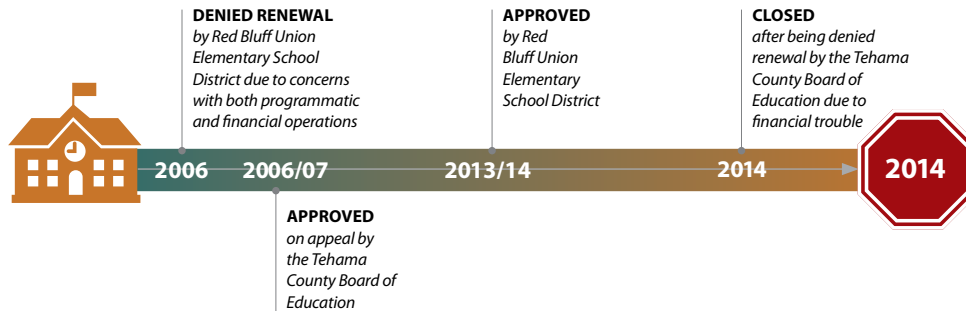 DENIED RENEWAL
by Red Bluff Union
Elementary School
District due to concerns
with both programmatic
and financial operations
APPROVED
by Red
Bluff Union
Elementary
School District
CLOSED
after being denied
renewal by the Tehama
County Board of
Education due to
financial trouble
2006
2006/07
2013/14
2014
2014
APPROVED
on appeal by
the Tehama
County Board of
Education